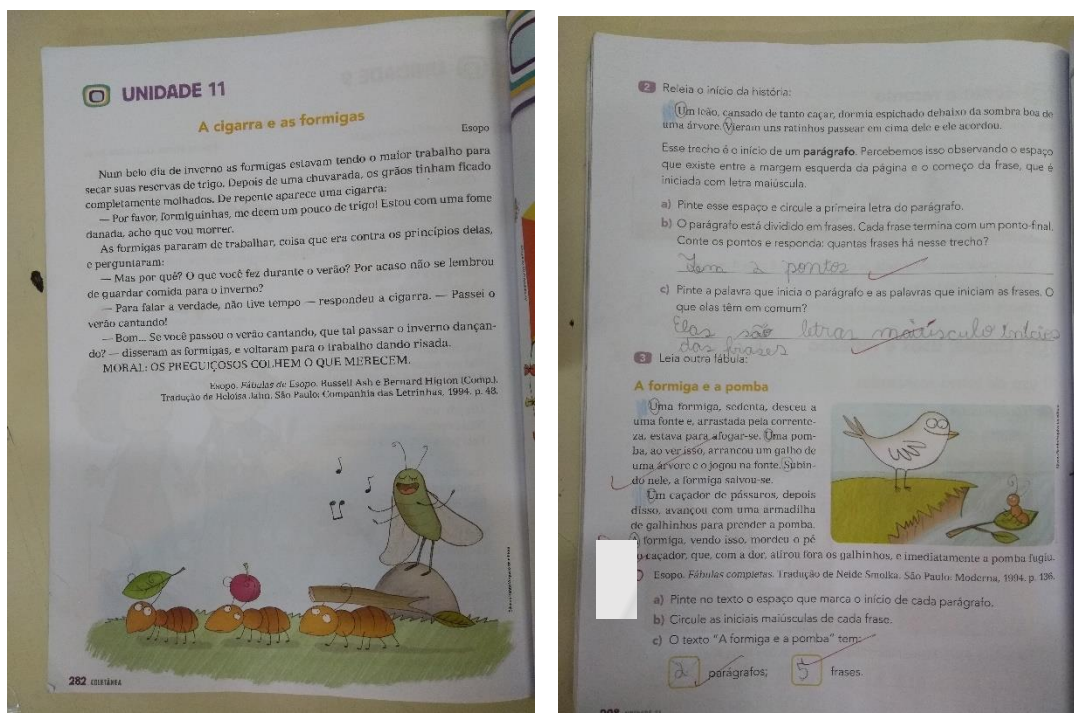 UNIDADE 11
A cigarra e as formigas
Esopo
Num belo dia de inverno as formigas estavam tendo o maior trabalho para
secar suas reservas de trigo. Depois de uma chuvarada, os grãos tinham ficado
completamente molhados. De repente aparece uma cigarra:
— Por favor, formiguinhas, me deem um pouco de trigo! Estou com uma fome
danada, acho que vou morrer.
As formigas pararam de trabalhar, coisa que era contra os princípios delas,
e perguntaram:
— Mas por quê? O que você fez durante o verão? Por acaso não se lembrou
de guardar comida para o inverno?
— Para falar a verdade, não tive tempo — respondeu a cigarra. — Passei o
verão cantando!
— Bom... Se você passou o verão cantando, que tal passar o inverno dançan-
do? — disseram as formigas, e voltaram para o trabalho dando risada.
MORAL: OS PREGUIÇOSOS COLHEM O QUE MERECEM.
Esopo. Fábulas de Esopo. Russell Ash e Bernard Higton (Comp.).
Tradução de Heloisa Jahn. São Paulo: Companhia das Letrinhas, 1994. p. 48.
282
2 Releia o início da história:
Um leão, cansado de tanto caçar, dormia espichado debaixo da sombra boa de
uma árvore. Vieram uns ratinhos passear em cima dele e ele acordou.
Esse trecho é o início de um parágrafo. Percebemos isso observando o espaço
que existe entre a margem esquerda da página e o começo da frase, que é
iniciada com letra maiúscula.
a) Pinte esse espaço e circule a primeira letra do parágrafo.
b) O parágrafo está dividido em frases. Cada frase termina com um ponto-final.
Conte os pontos e responda: quantas frases há nesse trecho?
Tem 2 pontos
c) Pinte a palavra que inicia o parágrafo e as palavras que iniciam as frases. O
que elas têm em comum?
Elas são letras maiúsculo inícios
das frases
3 Leia outra fábula:
A formiga e a pomba
Uma formiga, sedenta, desceu a
uma fonte e, arrastada pela corrente-
za, estava para afogar-se. Uma pom-
ba, ao ver isso, arrancou um galho de
uma árvore e o jogou na fonte. Subin-
do nele, a formiga salvou-se.
Um caçador de pássaros, depois
disso, avançou com uma armadilha
de galhinhos para prender a pomba.
A formiga, vendo isso, mordeu o pé
do caçador, que, com a dor, atirou fora os galhinhos, e imediatamente a pomba fugiu.
Esopo. Fábulas completas. Tradução de Neide Smolka. São Paulo: Moderna, 1994. p. 136.
a) Pinte no texto o espaço que marca o início de cada parágrafo.
b) Circule as iniciais maiúsculas de cada frase.
c) O texto "A formiga e a pomba" tem:
2 parágrafos; 5 frases.